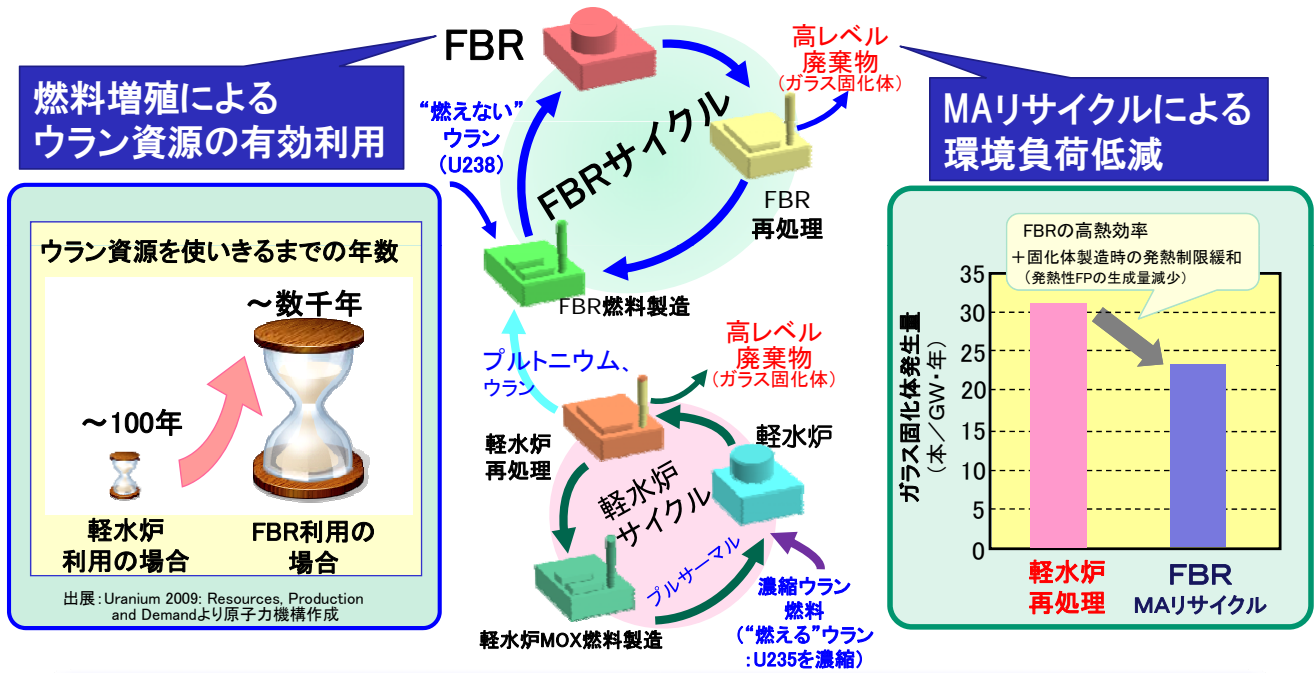 燃料増殖による
ウラン資源の有効利用
ウラン資源を使いきるまでの年数
～数千年
～100年
軽水炉
利用の場合
FBR利用の
場合
出展：Uranium 2009: Resources, Production
and Demandより原子力機構作成
FBR
高レベル
廃棄物
(ガラス固化体)
“燃えない”
ウラン
(U238)
FBRサイクル
FBR
再処理
FBR燃料製造
プルトニウム、
ウラン
高レベル
廃棄物
(ガラス固化体)
軽水炉
再処理
軽水炉
軽水炉
サイクル
プルサーマル
軽水炉MOX燃料製造
濃縮ウラン
燃料
(“燃える”ウラン
：U235を濃縮)
MAリサイクルによる
環境負荷低減
FBRの高熱効率
＋固化体製造時の発熱制限緩和
(発熱性FPの生成量減少)
ガラス固化体発生量
(本／GW・年)
35
30
25
20
15
10
5
0
軽水炉
再処理
FBR
MAリサイクル